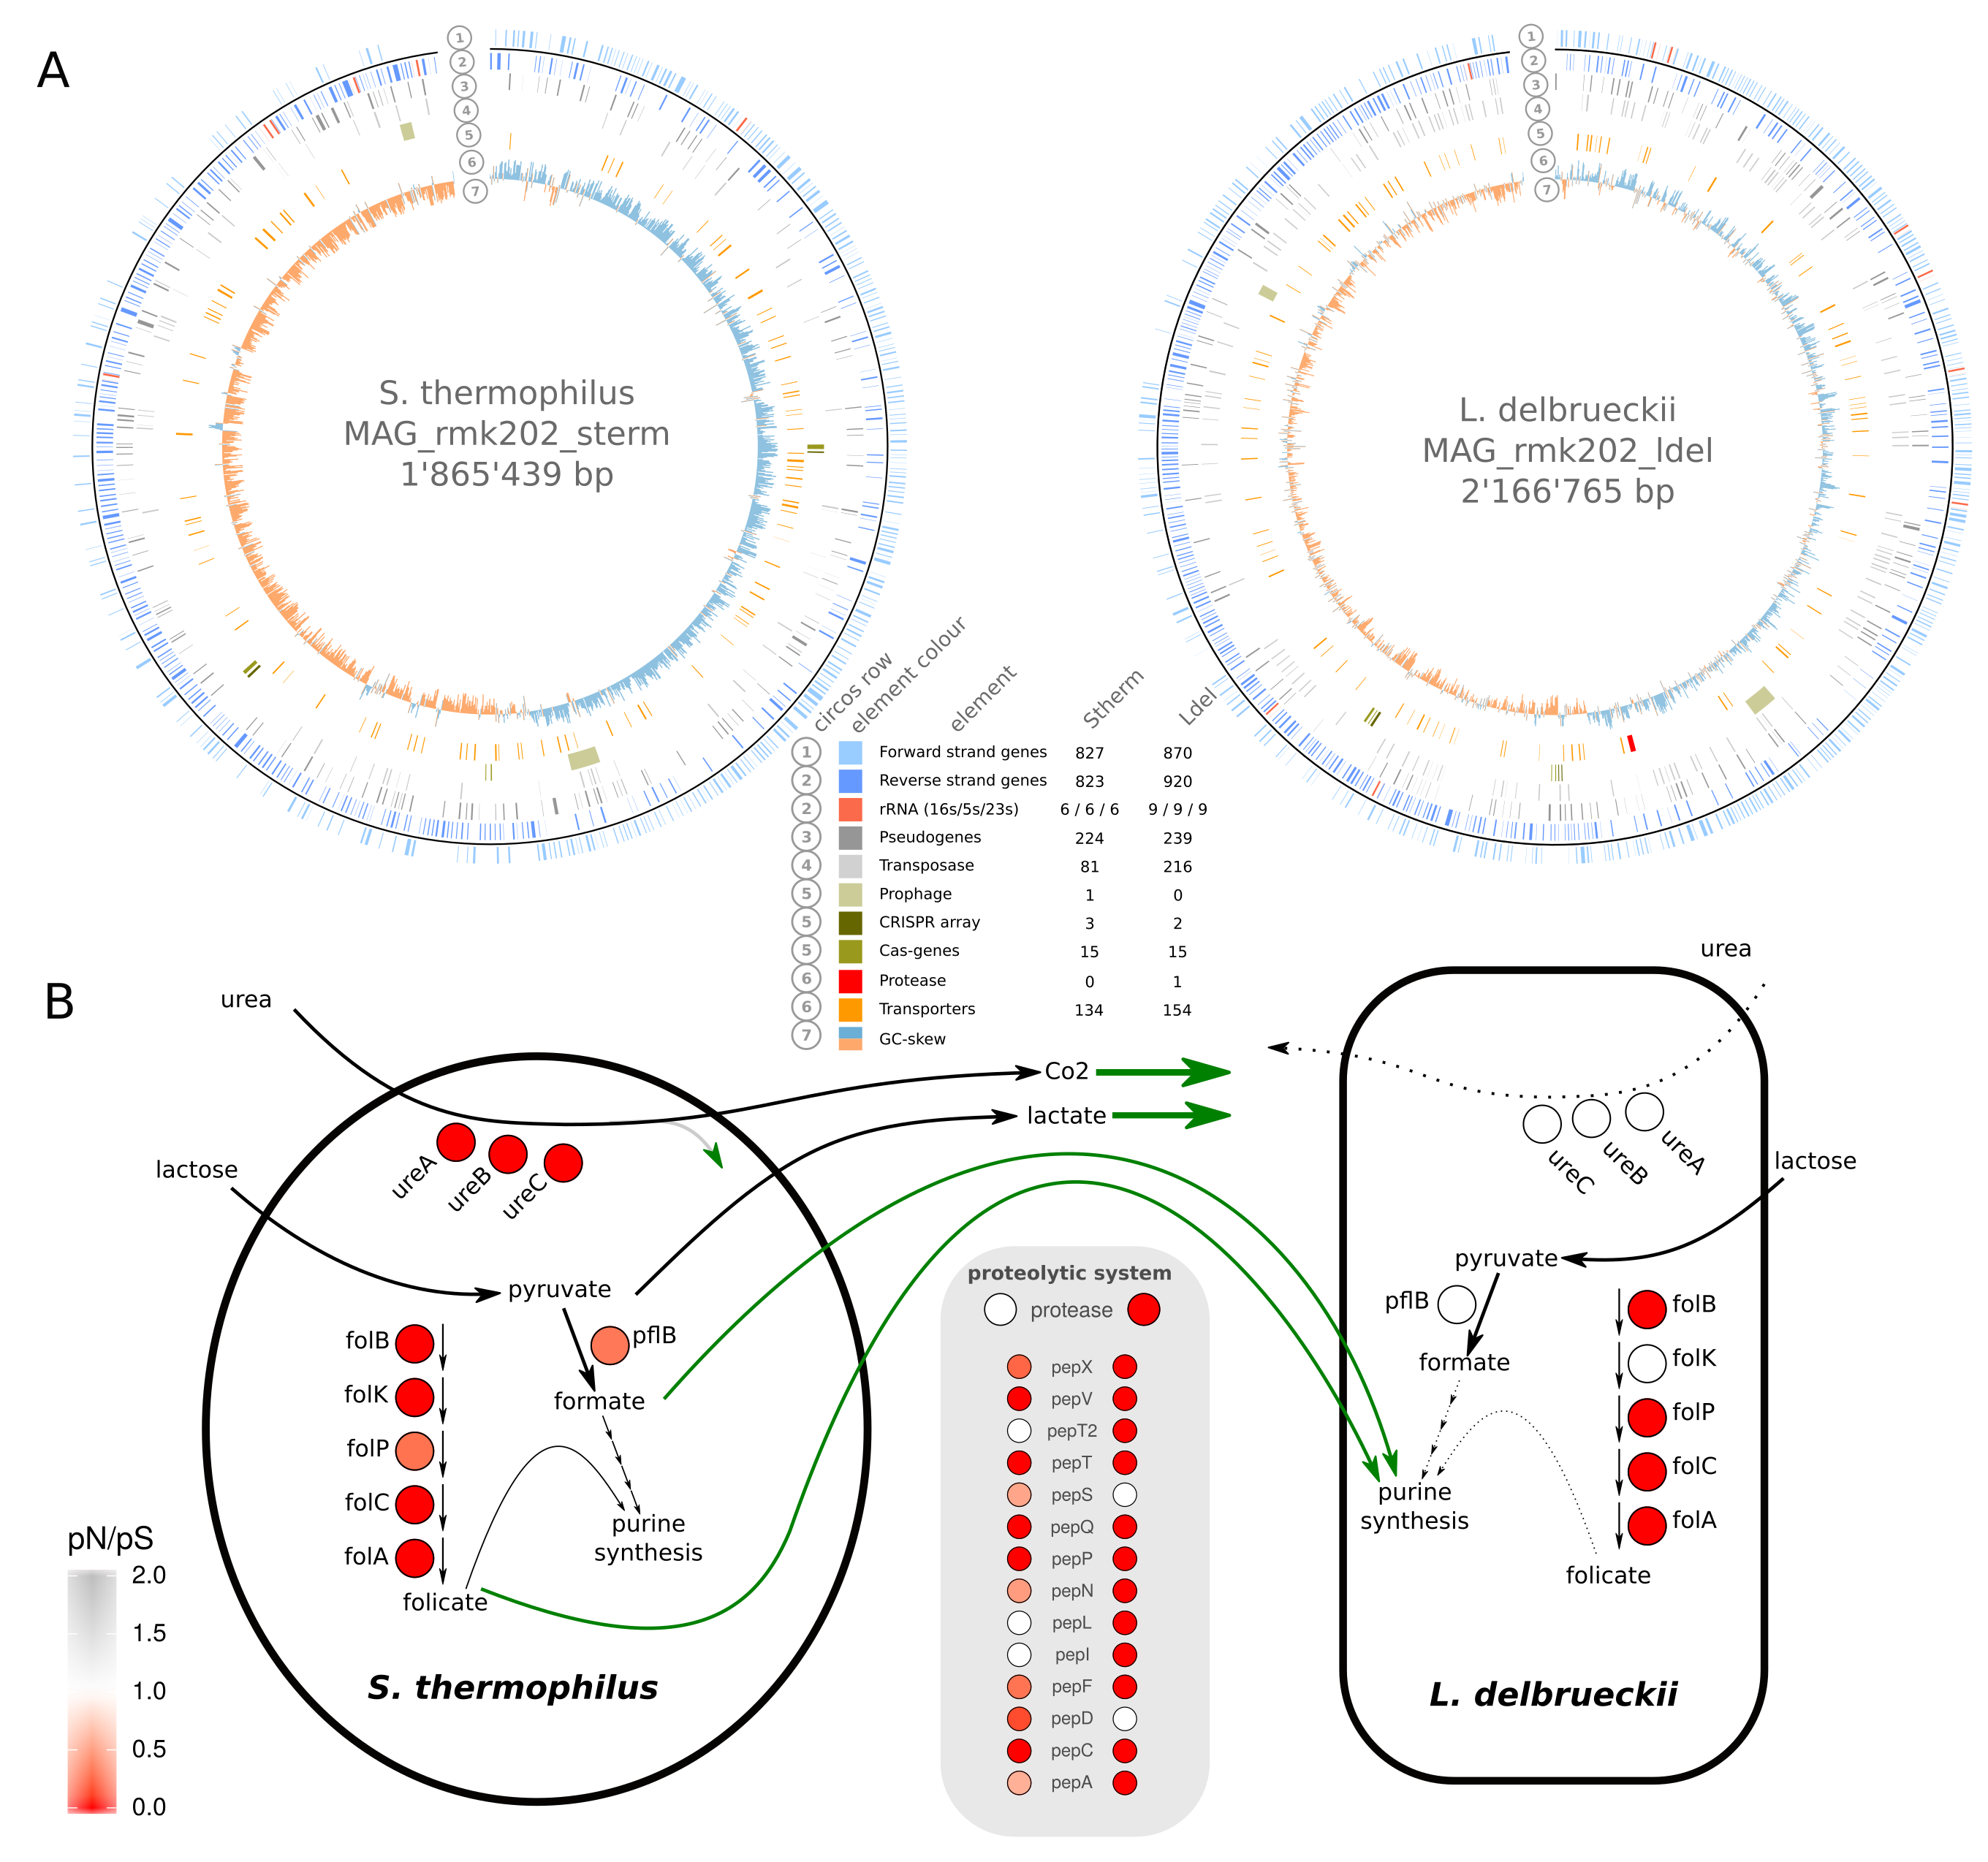 A
1
2
3
4
5
6
7
S. thermophilus
MAG_rmk202_sterm
1'865'439 bp
1
2
3
4
5
6
7
L. delbrueckii
MAG_rmk202_ldel
2'166'765 bp
circos row
element colour
element
Stherm
Ldel
1 Forward strand genes 827 870
2 Reverse strand genes 823 920
2 rRNA (16s/5s/23s) 6 / 6 / 6 9 / 9 / 9
3 Pseudogenes 224 239
4 Transposase 81 216
5 Prophage 1 0
5 CRISPR array 3 2
5 Cas-genes 15 15
6 Protease 0 1
6 Transporters 134 154
7 GC-skew
B
urea
lactose
ureA
ureB
ureC
pyruvate
pflB
formate
folB
folK
folP
folC
folA
folicate
purine
synthesis
S. thermophilus
Co2
lactate
proteolytic system
protease
pepX
pepV
pepT2
pepT
pepS
pepQ
pepP
pepN
pepL
pepI
pepF
pepD
pepC
pepA
urea
ureC
ureB
ureA
lactose
pyruvate
pflB
formate
purine
synthesis
folB
folK
folP
folC
folA
folicate
L. delbrueckii
pN/pS
2.0
1.5
1.0
0.5
0.0